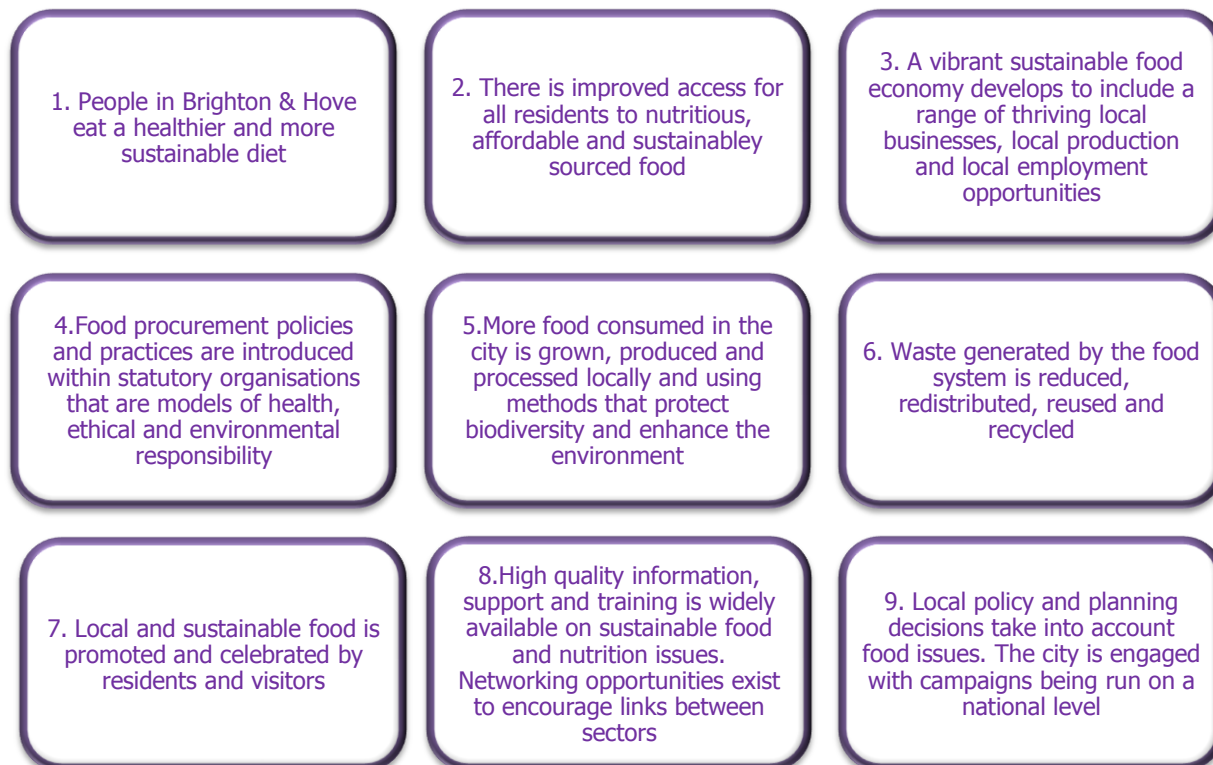 1. People in Brighton & Hove
eat a healthier and more
sustainable diet
2. There is improved access for
all residents to nutritious,
affordable and sustainabley
sourced food
3. A vibrant sustainable food
economy develops to include a
range of thriving local
businesses, local production
and local employment
opportunities
4.Food procurement policies
and practices are introduced
within statutory organisations
that are models of health,
ethical and environmental
responsibility
5.More food consumed in the
city is grown, produced and
processed locally and using
methods that protect
biodiversity and enhance the
environment
6. Waste generated by the food
system is reduced,
redistributed, reused and
recycled
7. Local and sustainable food is
promoted and celebrated by
residents and visitors
8.High quality information,
support and training is widely
available on sustainable food
and nutrition issues.
Networking opportunities exist
to encourage links between
sectors
9. Local policy and planning
decisions take into account
food issues. The city is engaged
with campaigns being run on a
national level